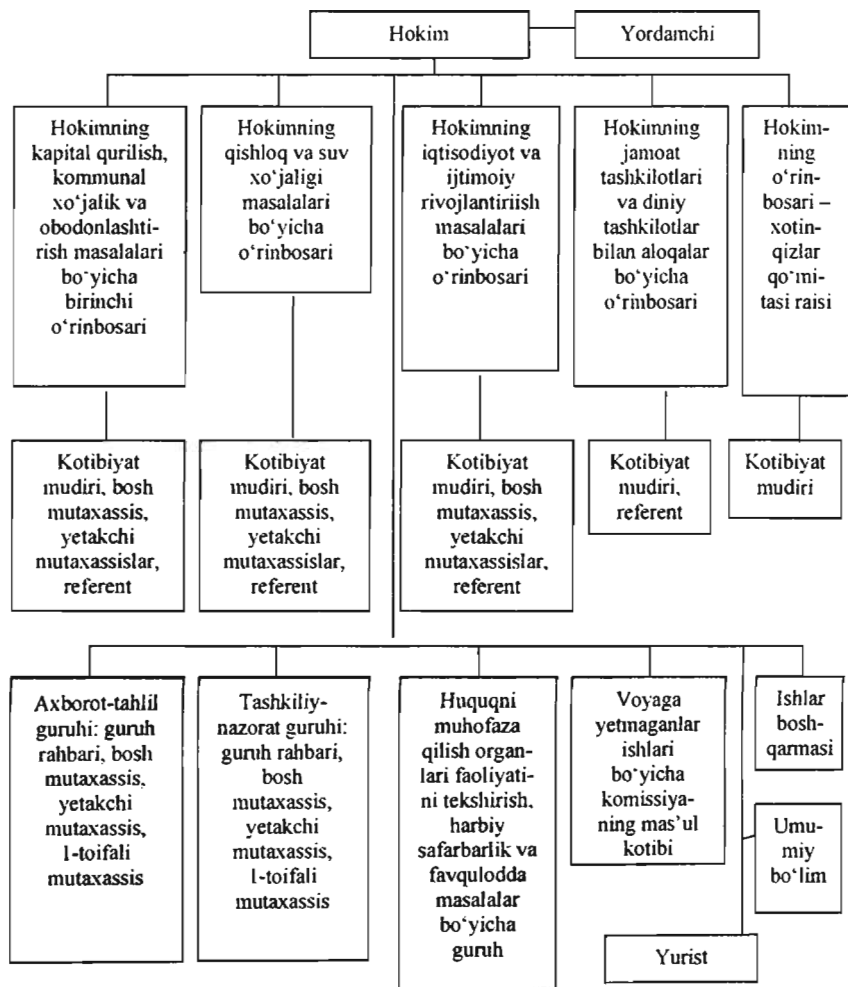 Hokim
Yordamchi
Hokimning
kapital qurilish,
kommunal
xo‘jalik va
obodonlashti-
rish masalalari
bo‘yicha
birinchi
o‘rinbosari
Hokimning
qishloq va suv
xo‘jaligi
masalalari
bo‘yicha
o‘rinbosari
Hokimning
iqtisodiyot va
ijtimoiy
rivojlantiriish
masalalari
bo‘yicha
o‘rinbosari
Hokimning
jamoat
tashkilotlari
va diniy
tashkilotlar
bilan aloqalar
bo‘yicha
o‘rinbosari
Hokim-
ning
o‘rin-
bosari –
xotin-
qizlar
qo‘mi-
tasi raisi
Kotibiyat
mudiri, bosh
mutaxassis,
yetakchi
mutaxassislar,
referent
Kotibiyat
mudiri, bosh
mutaxassis,
yetakchi
mutaxassislar,
referent
Kotibiyat
mudiri, bosh
mutaxassis,
yetakchi
mutaxassislar,
referent
Kotibiyat
mudiri,
referent
Kotibiyat
mudiri
Axborot-tahlil
guruhi: guruh
rahbari, bosh
mutaxassis,
yetakchi
mutaxassis,
1-toifali
mutaxassis
Tashkiliy-
nazorat guruhi:
guruh rahbari,
bosh
mutaxassis,
yetakchi
mutaxassis,
1-toifali
mutaxassis
Huquqni
muhofaza
qilish organ-
lari faoliyati-
ni tekshirish,
harbiy
safarbarlik va
favqulodda
masalalar
bo‘yicha
guruh
Voyaga
yetmaganlar
ishlari
bo‘yicha
komissiya-
ning mas’ul
kotibi
Ishlar
bosh-
qarmasi
Umu-
miy
bo‘lim
Yurist